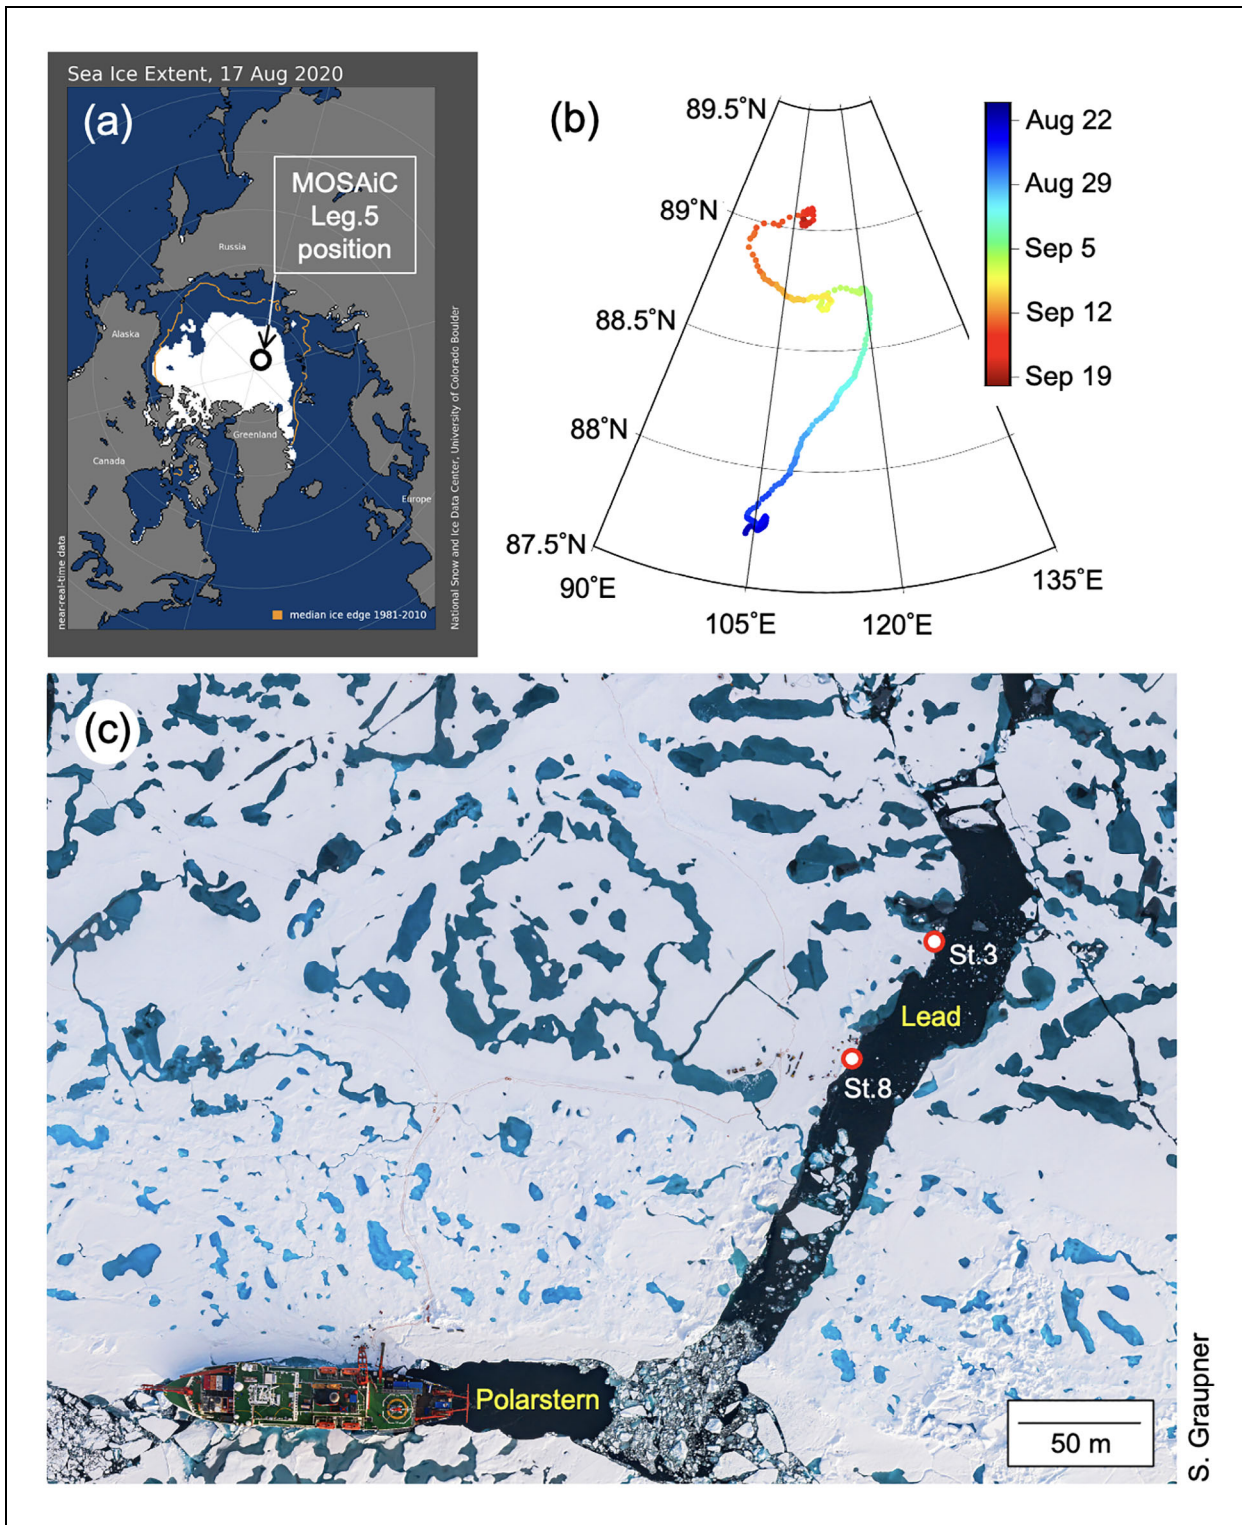 Sea Ice Extent, 17 Aug 2020
(a)
MOSAiC
Leg.5
position
Russia
Alaska
Greenland
Canada
Europe
median ice edge 1981-2010
near-real-time data
National Snow and Ice Data Center, University of Colorado Boulder
(b)
89.5°N
89°N
88.5°N
88°N
87.5°N
90°E
105°E
120°E
135°E
Aug 22
Aug 29
Sep 5
Sep 12
Sep 19
(c)
St.3
Lead
St.8
Polarstern
50 m
S. Graupner